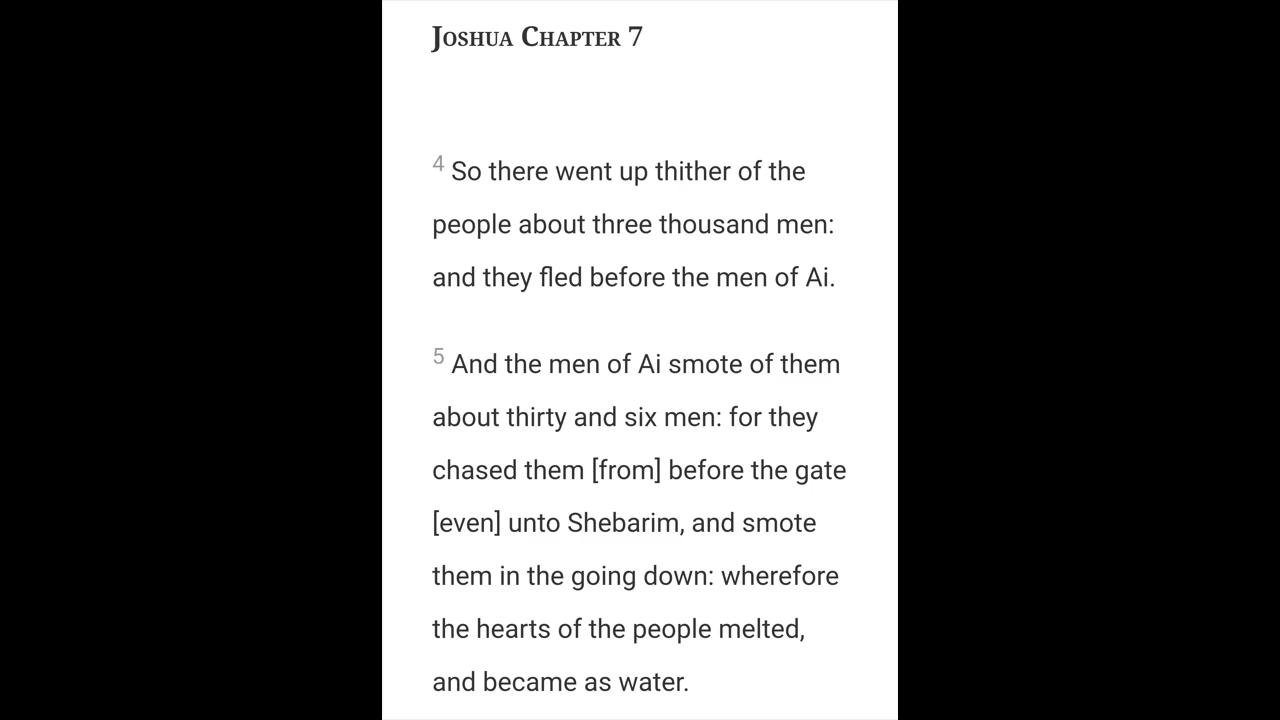 Joshua Chapter 7
4 So there went up thither of the
people about three thousand men:
and they fled before the men of Ai.
5 And the men of Ai smote of them
about thirty and six men: for they
chased them [from] before the gate
[even] unto Shebarim, and smote
them in the going down: wherefore
the hearts of the people melted,
and became as water.